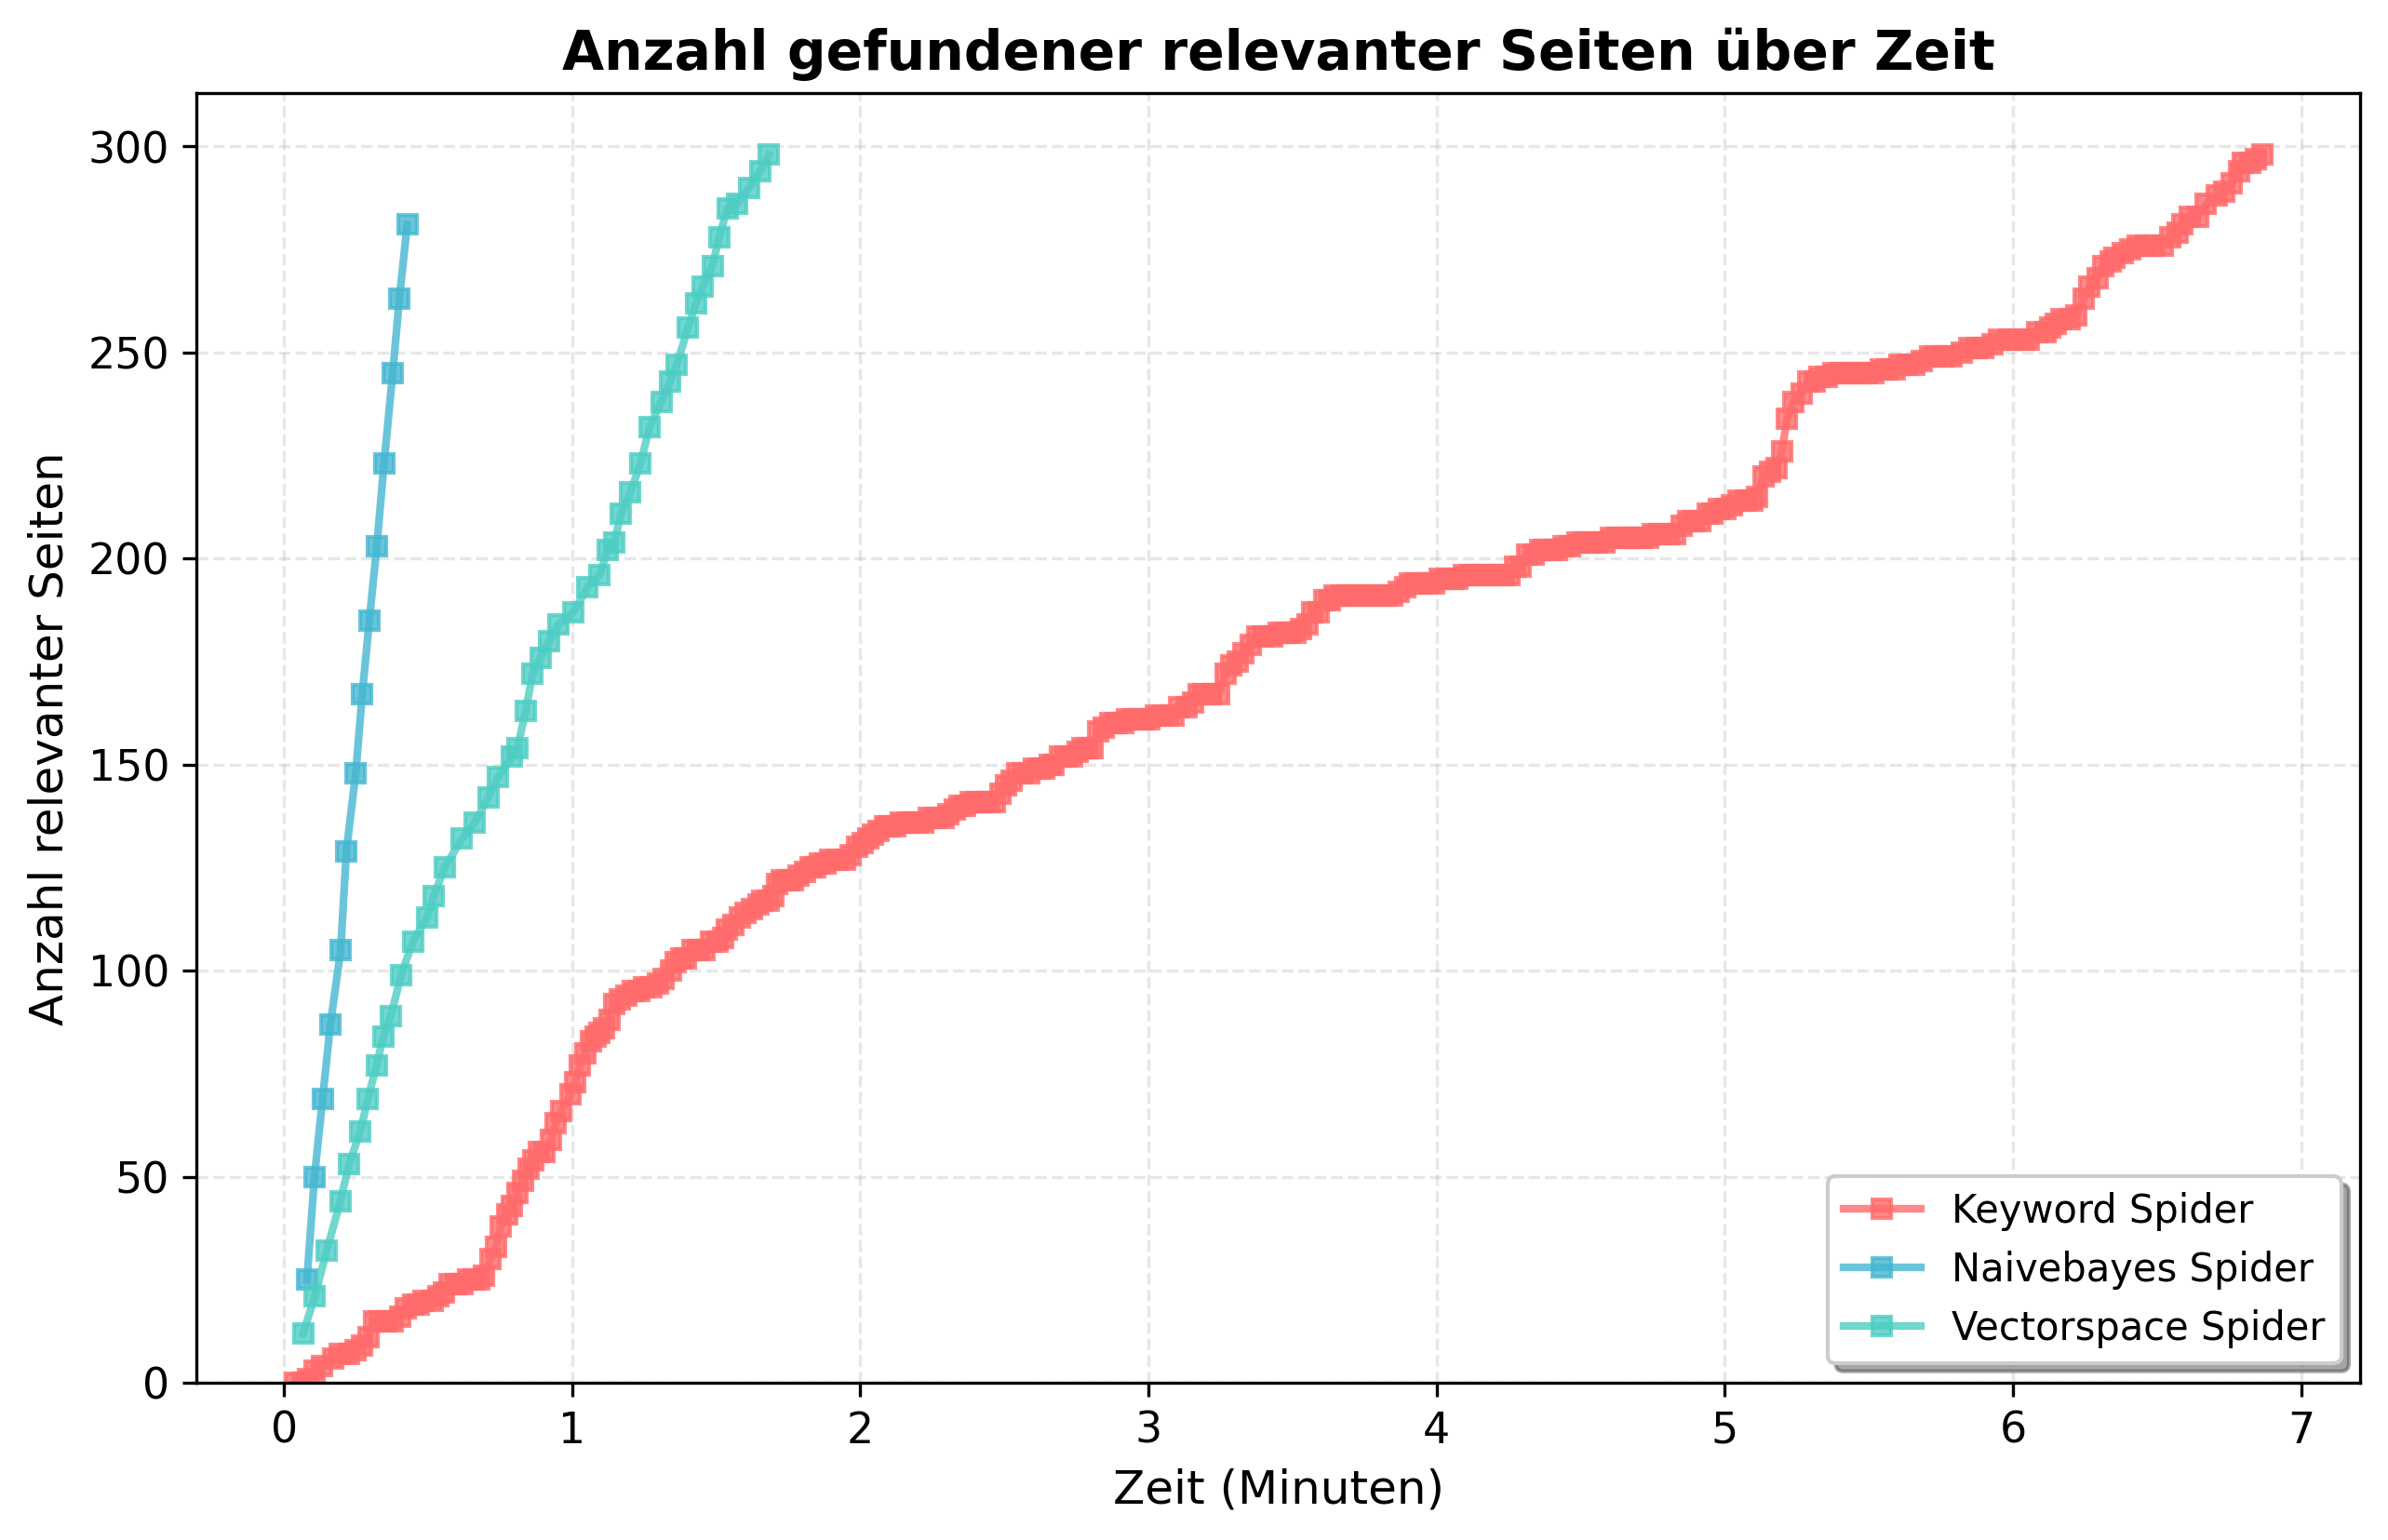 Anzahl gefundener relevanter Seiten über Zeit
Anzahl relevanter Seiten
300
250
200
150
100
50
0
0 1 2 3 4 5 6 7
Zeit (Minuten)
Keyword Spider
Naivebayes Spider
Vectorspace Spider